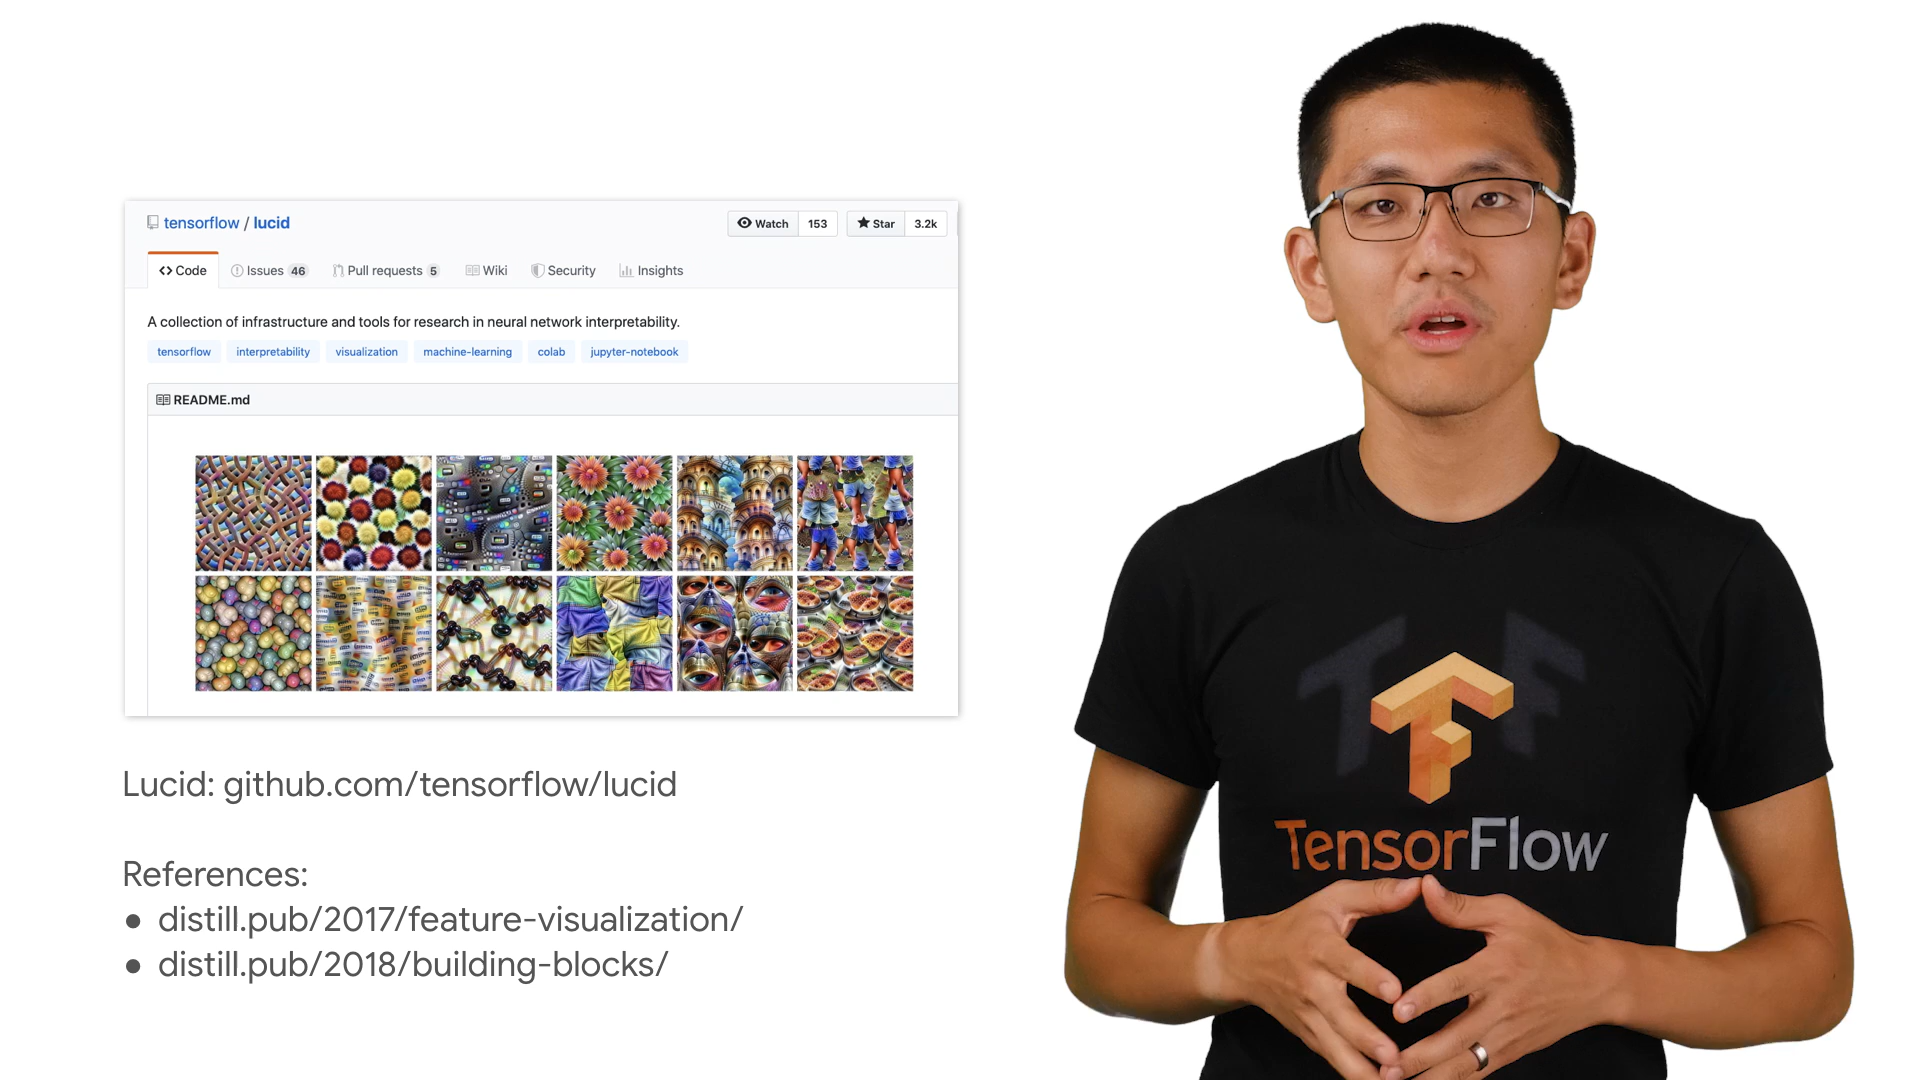 tensorflow / lucid
Watch 153 Star 3.2k
Code Issues 46 Pull requests 5 Wiki Security Insights
A collection of infrastructure and tools for research in neural network interpretability.
tensorflow interpretability visualization machine-learning colab jupyter-notebook
README.md
Lucid: github.com/tensorflow/lucid
References:
● distill.pub/2017/feature-visualization/
● distill.pub/2018/building-blocks/
T F
TF
TensorFlow